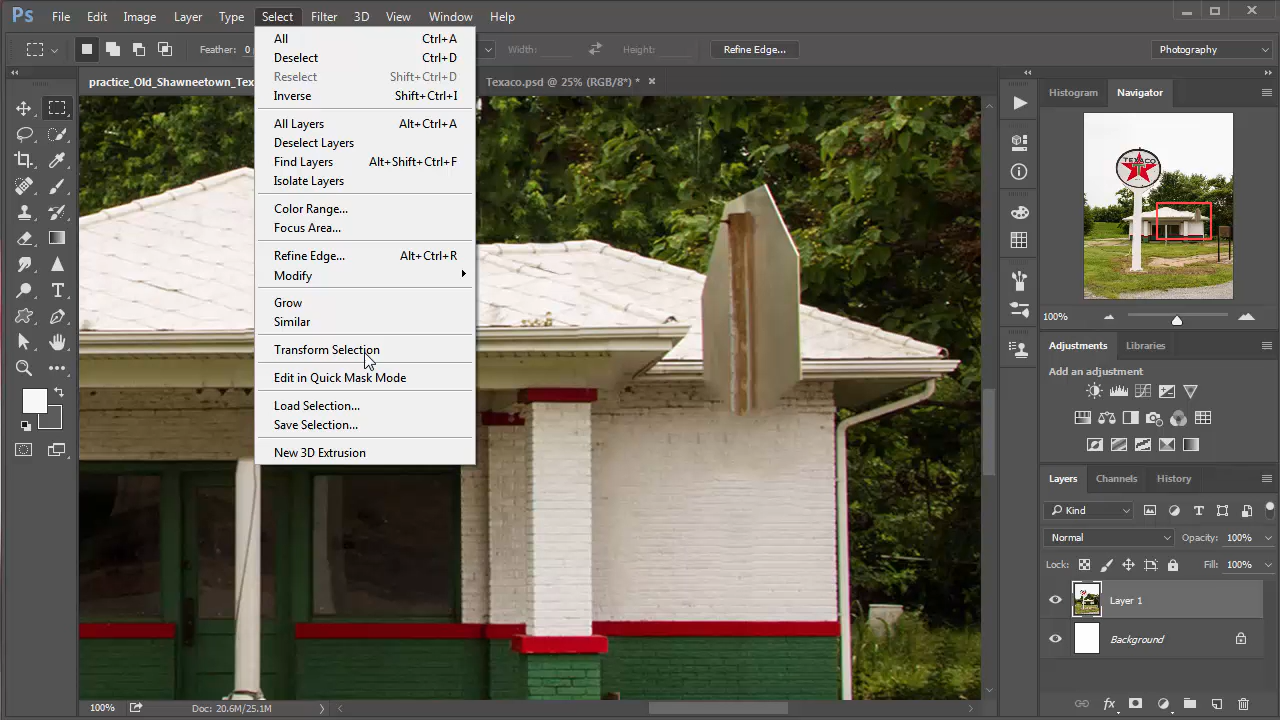 Ps File Edit Image Layer Type Select Filter 3D View Window Help
Feather: 0 Width: Height: Refine Edge... Photography
practice_Old_Shawneetown_Tex Texaco.psd @ 25% (RGB/8*) * ×
All Ctrl+A
Deselect Ctrl+D
Reselect Shift+Ctrl+D
Inverse Shift+Ctrl+I
All Layers Alt+Ctrl+A
Deselect Layers
Find Layers Alt+Shift+Ctrl+F
Isolate Layers
Color Range...
Focus Area...
Refine Edge... Alt+Ctrl+R
Modify
Grow
Similar
Transform Selection
Edit in Quick Mask Mode
Load Selection...
Save Selection...
New 3D Extrusion
Histogram Navigator
TEXACO
100%
Adjustments Libraries
Add an adjustment
Layers Channels History
Kind
Normal Opacity: 100%
Lock: Fill: 100%
Layer 1
Background
100% Doc: 20.6M/25.1M